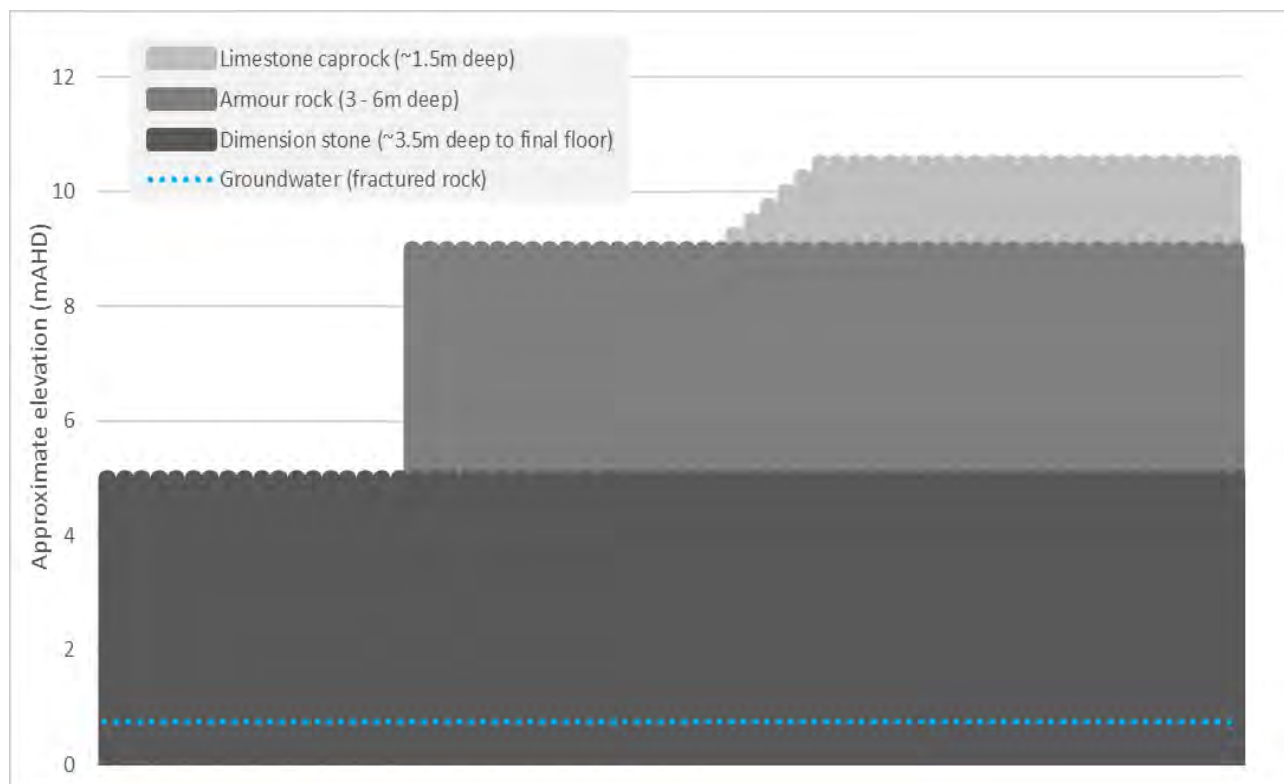 Limestone caprock (~1.5m deep)
Armour rock (3 - 6m deep)
Dimension stone (~3.5m deep to final floor)
Groundwater (fractured rock)
Approximate elevation (mAHD)
12
10
8
6
4
2
0